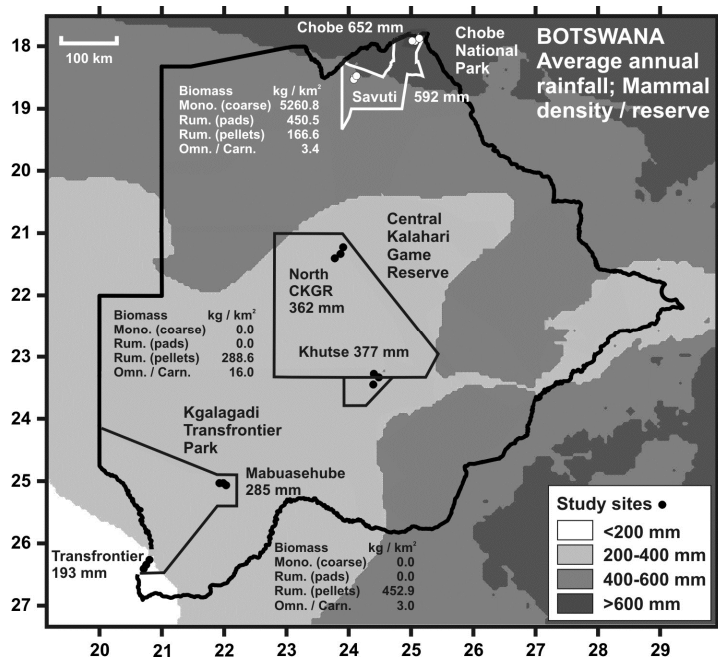 Chobe 652 mm
Chobe
National
Park
BOTSWANA
Average annual
rainfall; Mammal
density / reserve
100 km
Savuti 592 mm
Biomass kg / km²
Mono. (coarse) 5260.8
Rum. (pads) 450.5
Rum. (pellets) 166.6
Omn. / Carn. 3.4
Central
Kalahari
Game
Reserve
North
CKGR
362 mm
Khutse 377 mm
Biomass kg / km²
Mono. (coarse) 0.0
Rum. (pads) 0.0
Rum. (pellets) 288.6
Omn. / Carn. 16.0
Kgalagadi
Transfrontier
Park
Mabuasehube
285 mm
Transfrontier
193 mm
Biomass kg / km²
Mono. (coarse) 0.0
Rum. (pads) 0.0
Rum. (pellets) 452.9
Omn. / Carn. 3.0
Study sites
<200 mm
200-400 mm
400-600 mm
>600 mm
18
19
20
21
22
23
24
25
26
27
20 21 22 23 24 25 26 27 28 29